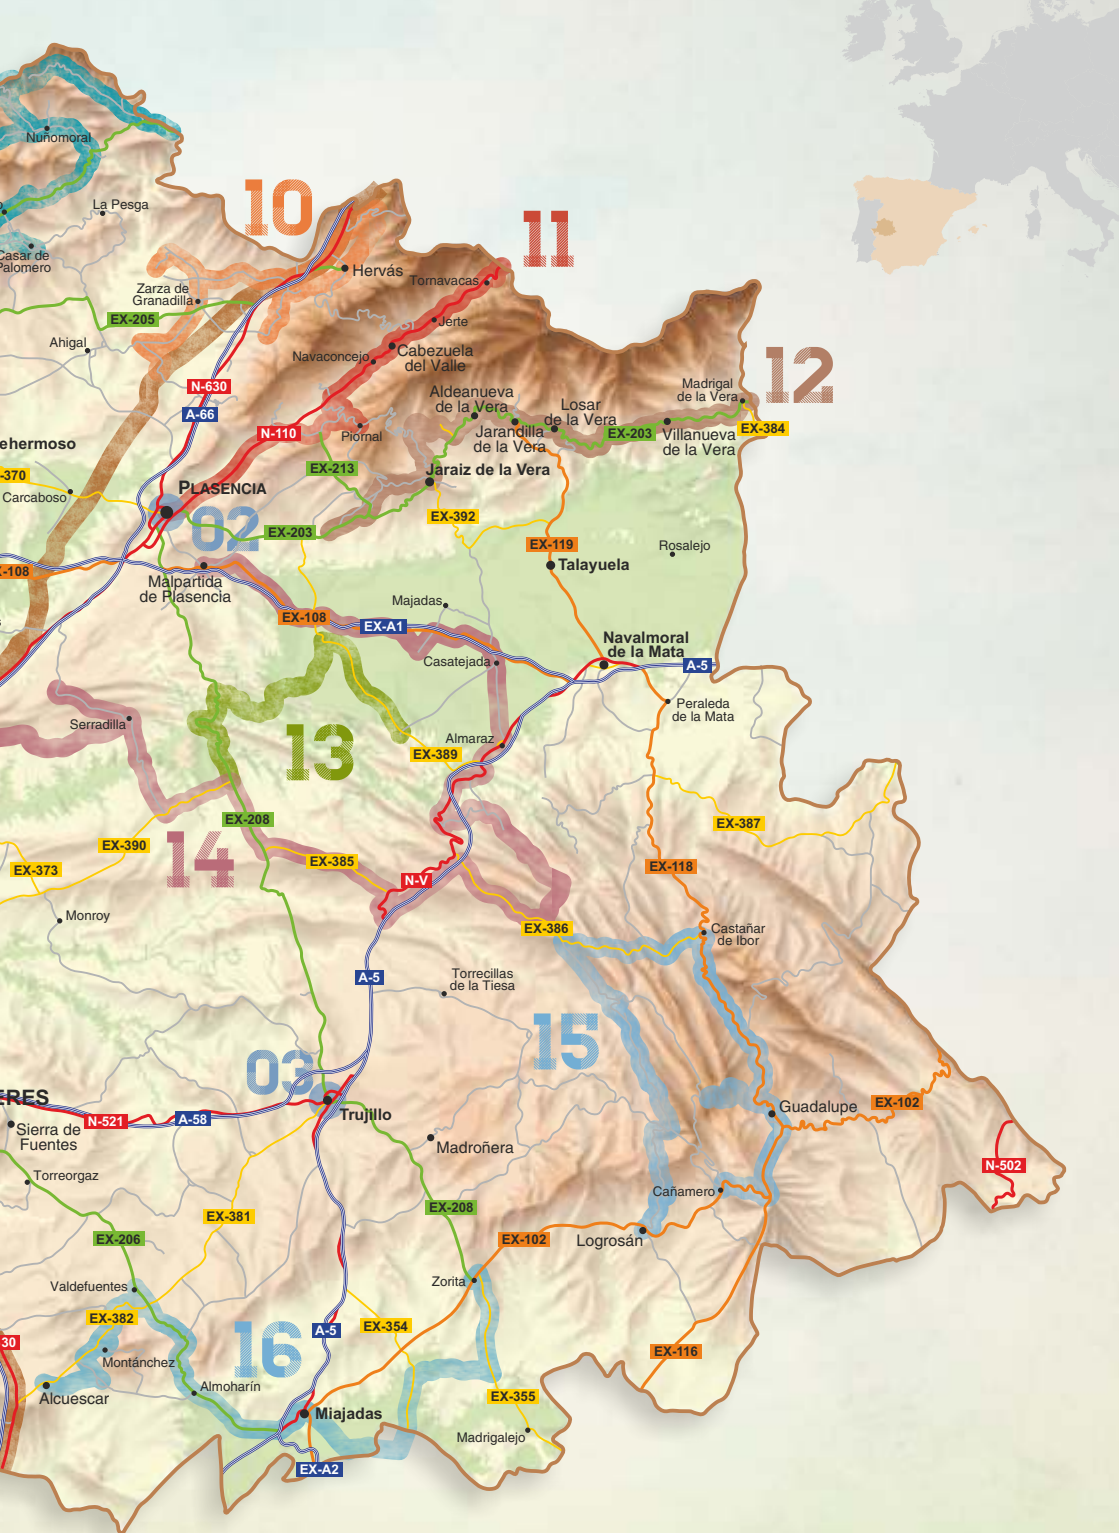 Nuñomoral
La Pesga
10
11
Casar de
Palomero
Hervás
Tornavacas
Zarza de
Granadilla
EX-205
Jerte
Ahigal
Navaconcejo
Cabezuela
del Valle
12
N-630
A-66
Madrigal
de la Vera
Aldeanueva
de la Vera
Losar
de la Vera
EX-384
N-110
Piornal
Jarandilla
de la Vera
EX-203
Villanueva
de la Vera
ehermoso
-370
EX-213
Jaraiz de la Vera
Carcaboso
PLASENCIA
02
EX-392
EX-203
EX-119
Rosalejo
Talayuela
-108
Malpartida
de Plasencia
Majadas
EX-108
EX-A1
Navalmoral
de la Mata
Casatejada
A-5
Serradilla
Peraleda
de la Mata
13
Almaraz
EX-389
EX-208
EX-387
14
EX-390
EX-385
EX-118
EX-373
N-V
Monroy
EX-386
Castañar
de Ibor
A-5
Torrecillas
de la Tiesa
15
03
ERES
Guadalupe
EX-102
N-521
A-58
Trujillo
Sierra de
Fuentes
Madroñera
N-502
Torreorgaz
Cañamero
EX-208
EX-381
EX-206
EX-102
Logrosán
Valdefuentes
Zorita
EX-382
A-5
EX-354
16
30
Montánchez
EX-116
Almoharín
Alcuescar
EX-355
Miajadas
Madrigalejo
EX-A2